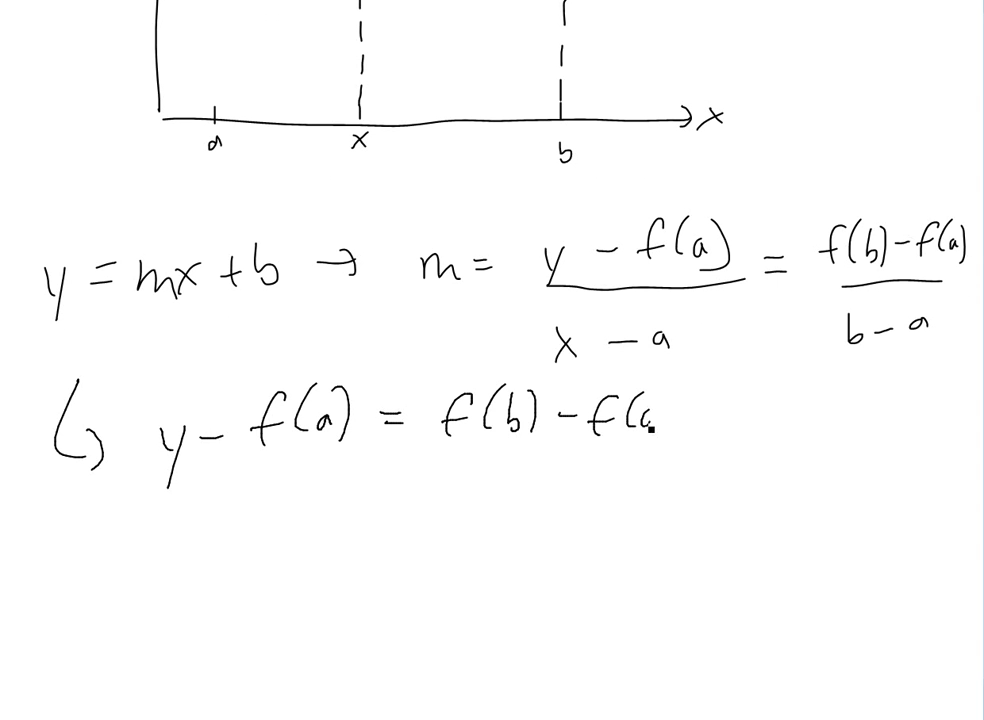 a x b x
y = mx + b → m = (y - f(a)) / (x - a) = (f(b) - f(a)) / (b - a)
↳ y - f(a) = f(b) - f(a